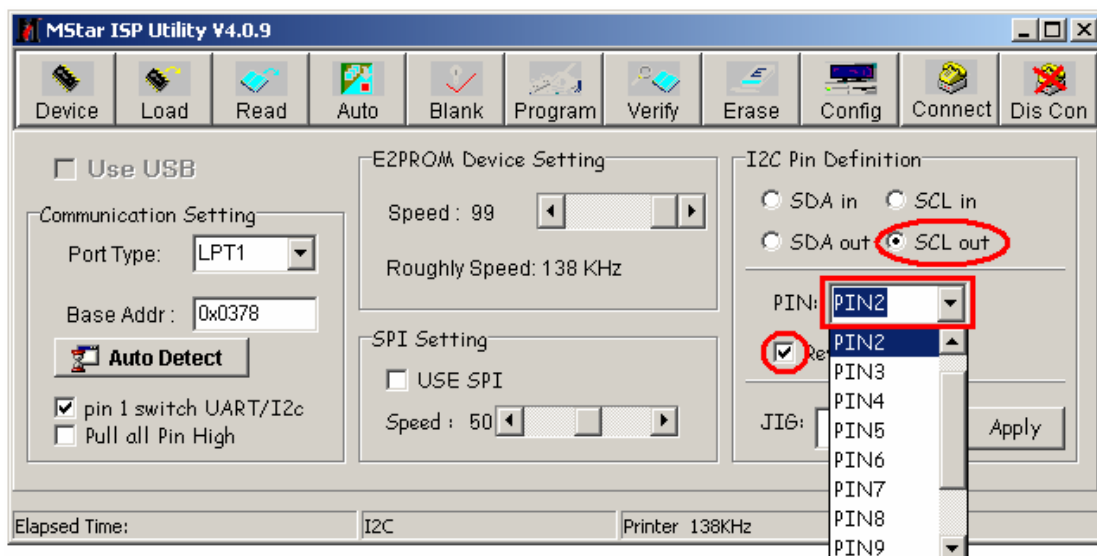 MStar ISP Utility V4.0.9
Device Load Read Auto Blank Program Verify Erase Config Connect Dis Con
Use USB
Communication Setting
Port Type: LPT1
Base Addr : 0x0378
Auto Detect
pin 1 switch UART/I2c
Pull all Pin High
E2PROM Device Setting
Speed : 99
Roughly Speed: 138 KHz
SPI Setting
USE SPI
Speed : 50
I2C Pin Definition
SDA in SCL in
SDA out SCL out
PIN: PIN2
PIN2
PIN3
PIN4
PIN5
PIN6
PIN7
PIN8
PIN9
JIG: Apply
Elapsed Time: I2C Printer 138KHz